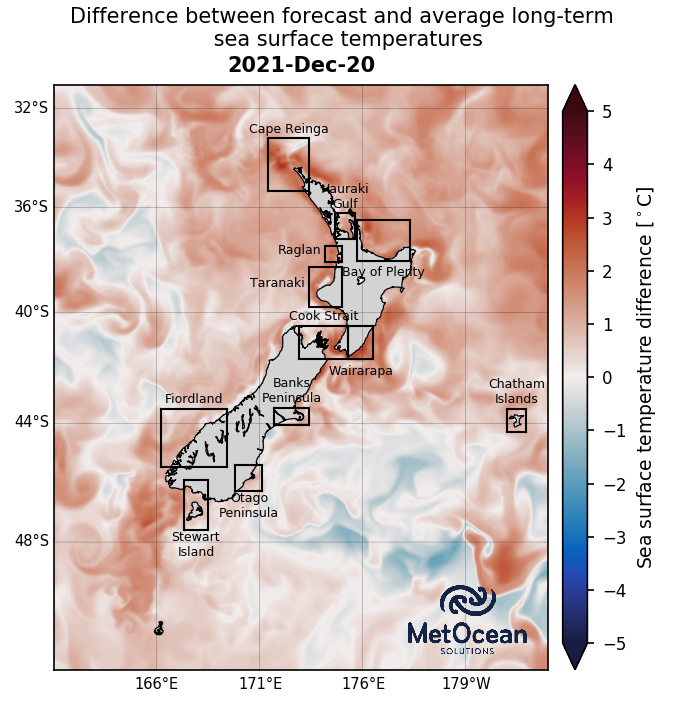 Difference between forecast and average long-term
sea surface temperatures
2021-Dec-20
32°S
36°S
40°S
44°S
48°S
166°E
171°E
176°E
179°W
Cape Reinga
Hauraki
Gulf
Raglan
Bay of Plenty
Taranaki
Cook Strait
Wairarapa
Banks
Peninsula
Fiordland
Chatham
Islands
Otago
Peninsula
Stewart
Island
MetOcean
SOLUTIONS
5
4
3
2
1
0
−1
−2
−3
−4
−5
Sea surface temperature difference [°C]